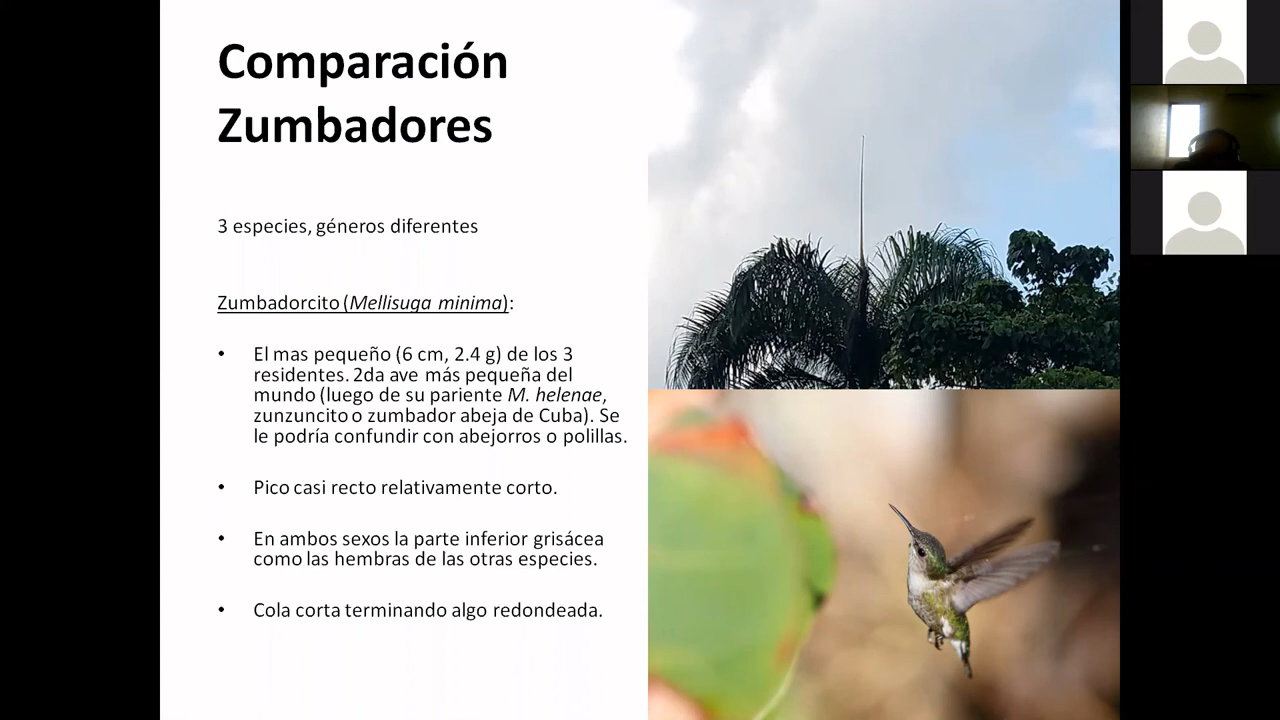 Comparación
Zumbadores
3 especies, géneros diferentes
Zumbadorcito (Mellisuga minima):
• El mas pequeño (6 cm, 2.4 g) de los 3
residentes. 2da ave más pequeña del
mundo (luego de su pariente M. helenae,
zunzuncito o zumbador abeja de Cuba). Se
le podría confundir con abejorros o polillas.
• Pico casi recto relativamente corto.
• En ambos sexos la parte inferior grisácea
como las hembras de las otras especies.
• Cola corta terminando algo redondeada.